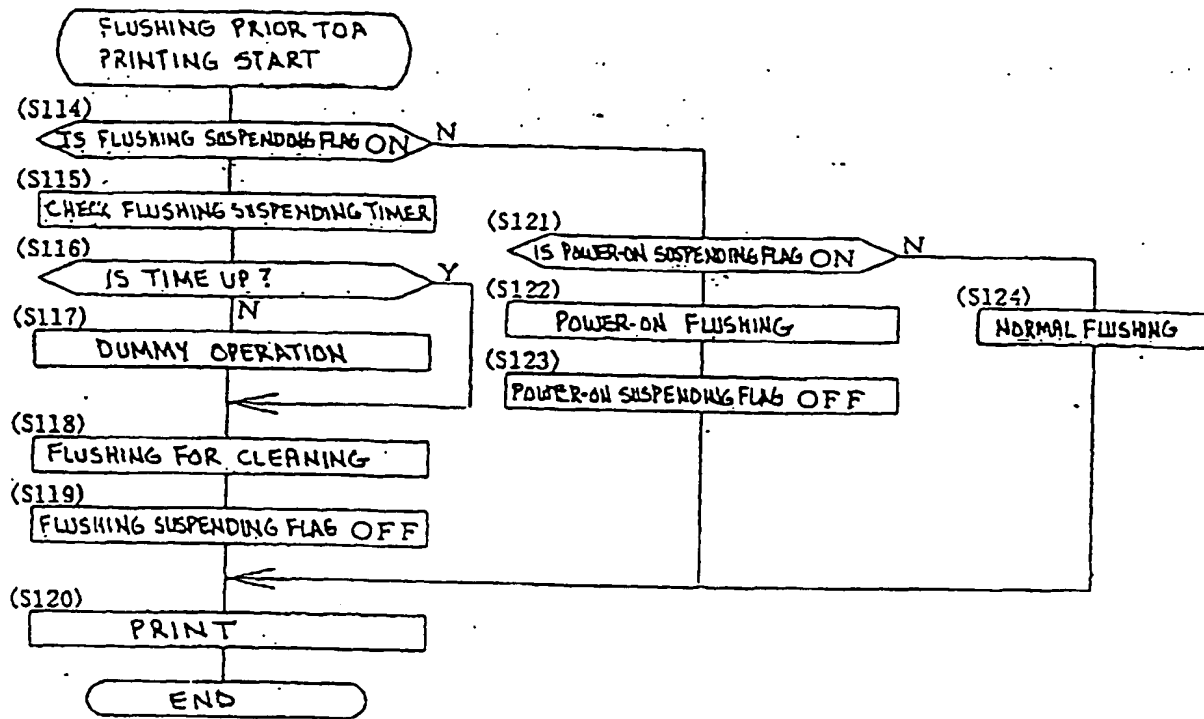 FLUSHING PRIOR TO A
PRINTING START
(S114)
IS FLUSHING SUSPENDING FLAG ON
N
(S115)
CHECK FLUSHING SUSPENDING TIMER
(S116)
IS TIME UP?
Y
N
(S117)
DUMMY OPERATION
(S118)
FLUSHING FOR CLEANING
(S119)
FLUSHING SUSPENDING FLAG OFF
(S121)
IS POWER-ON SUSPENDING FLAG ON
N
(S122)
POWER-ON FLUSHING
(S123)
POWER-ON SUSPENDING FLAG OFF
(S124)
NORMAL FLUSHING
(S120)
PRINT
END